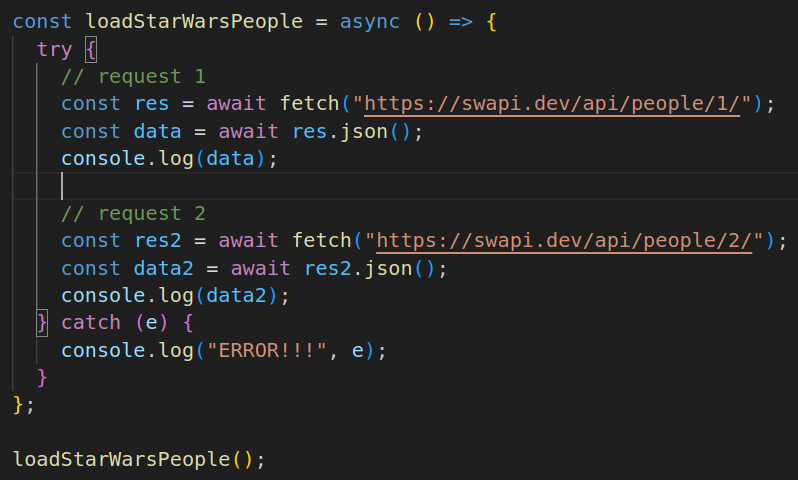 const loadStarWarsPeople = async () => {
  try {
    // request 1
    const res = await fetch("https://swapi.dev/api/people/1/");
    const data = await res.json();
    console.log(data);

    // request 2
    const res2 = await fetch("https://swapi.dev/api/people/2/");
    const data2 = await res2.json();
    console.log(data2);
  } catch (e) {
    console.log("ERROR!!!", e);
  }
};

loadStarWarsPeople();